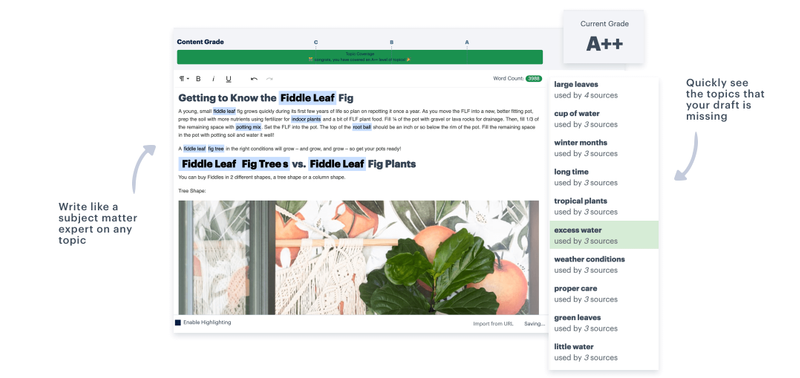 Current Grade
A++
Content Grade
C
B
A
Topic Coverage
B
I
U
Word Count:
Getting to Know the Fiddle Leaf Fig
A young, small fiddle leaf fig grows quickly during its first few years of life so plan on repotting it once a year. As you move the FLF into a new, better fitting pot,
prep the soil with more nutrients using fertilizer for indoor plants and a bit of FLF plant food. Fill ¼ of the pot with gravel or lava rocks for drainage. Then, fill 1/3 of
the remaining space with potting mix. Set the FLF into the pot. The top of the root ball should be an inch or so below the rim of the pot. Fill the remaining space
in the pot with potting soil and water it well!
A fiddle leaf fig tree in the right conditions will grow – and grow, and grow – so get your pots ready!
Fiddle Leaf Fig Trees vs. Fiddle Leaf Fig Plants
You can buy Fiddles in 2 different shapes, a tree shape or a column shape.
Tree Shape:
Enable Highlighting
Import from URL
Saving...
large leaves
used by 4 sources
cup of water
used by 3 sources
winter months
used by 3 sources
long time
used by 3 sources
tropical plants
used by 3 sources
excess water
used by 3 sources
weather conditions
used by 3 sources
proper care
used by 3 sources
green leaves
used by 3 sources
little water
used by 3 sources
Quickly see
the topics that
your draft is
missing
Write like a
subject matter
expert on any
topic